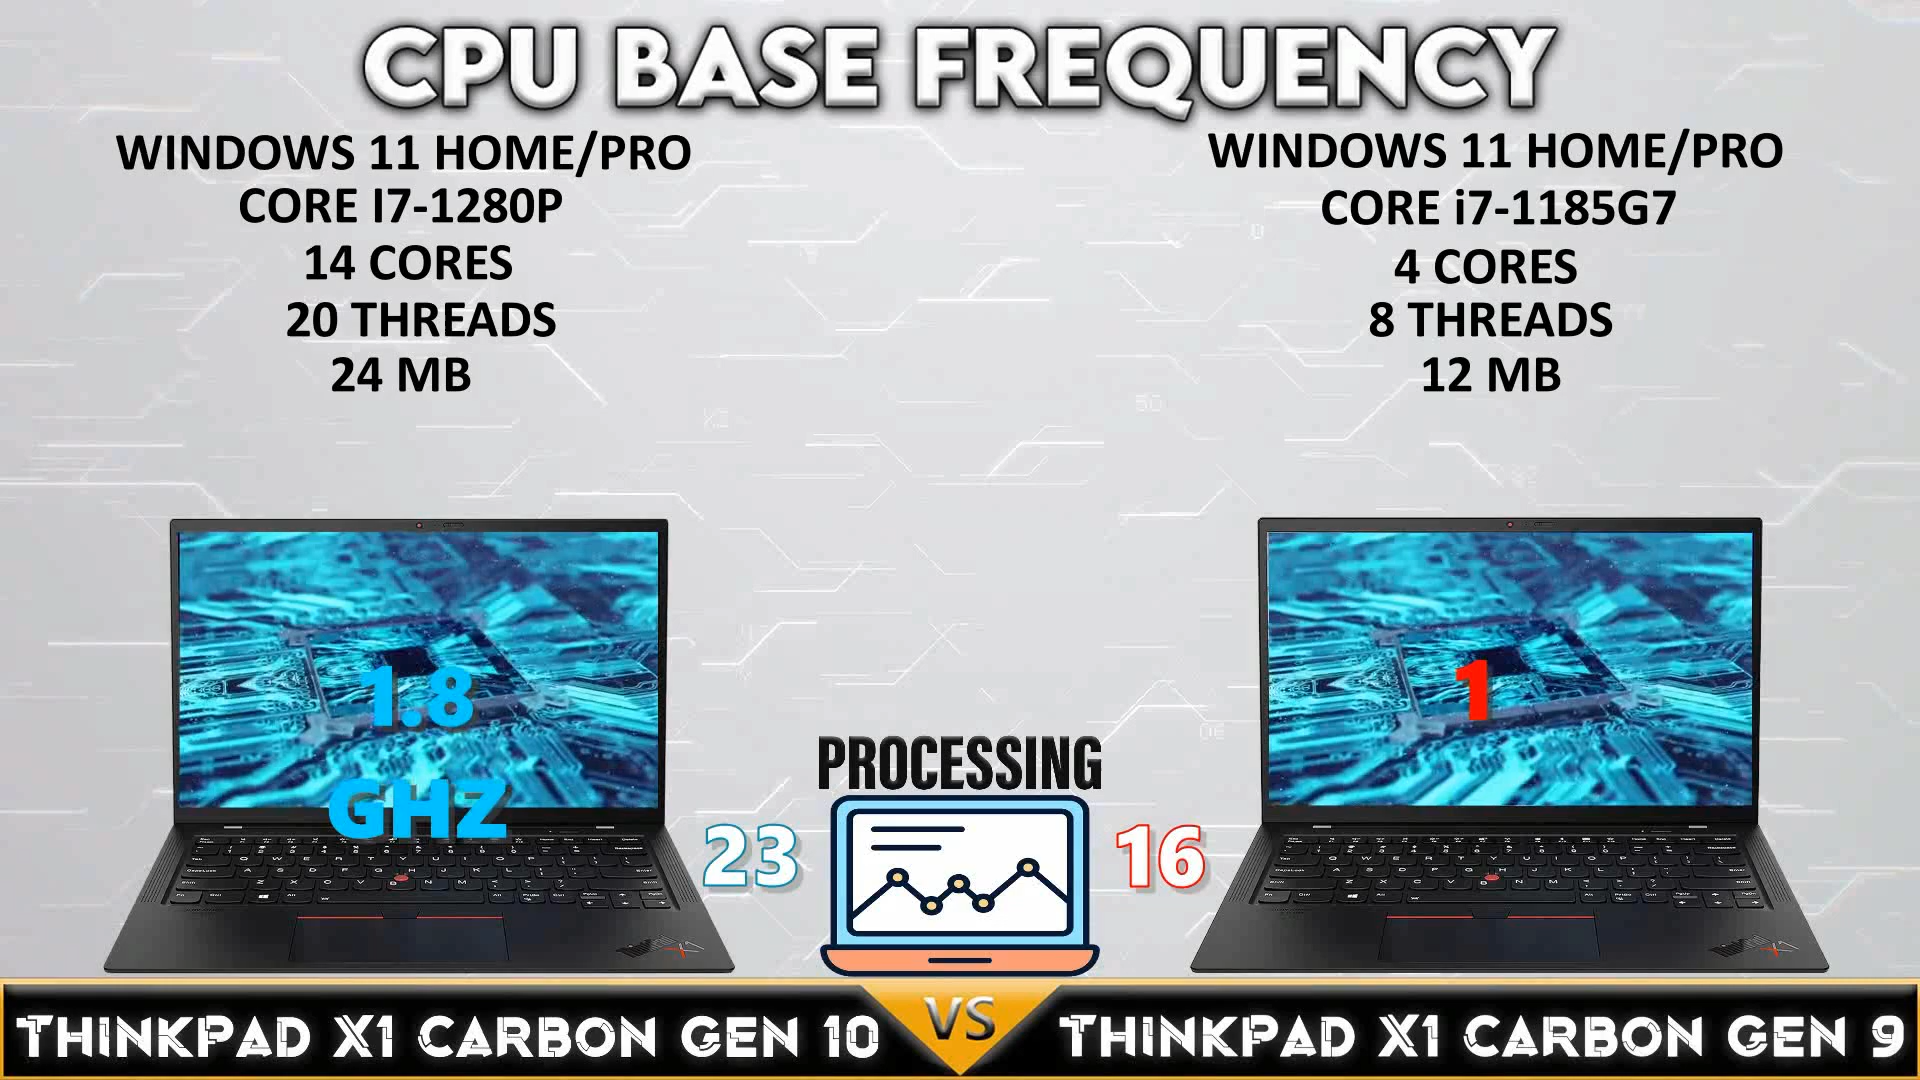 CPU BASE FREQUENCY
WINDOWS 11 HOME/PRO
CORE I7-1280P
14 CORES
20 THREADS
24 MB
WINDOWS 11 HOME/PRO
CORE i7-1185G7
4 CORES
8 THREADS
12 MB
1.8
GHZ
1
PROCESSING
23
16
X1
X1
THINKPAD X1 CARBON GEN 10
VS
THINKPAD X1 CARBON GEN 9